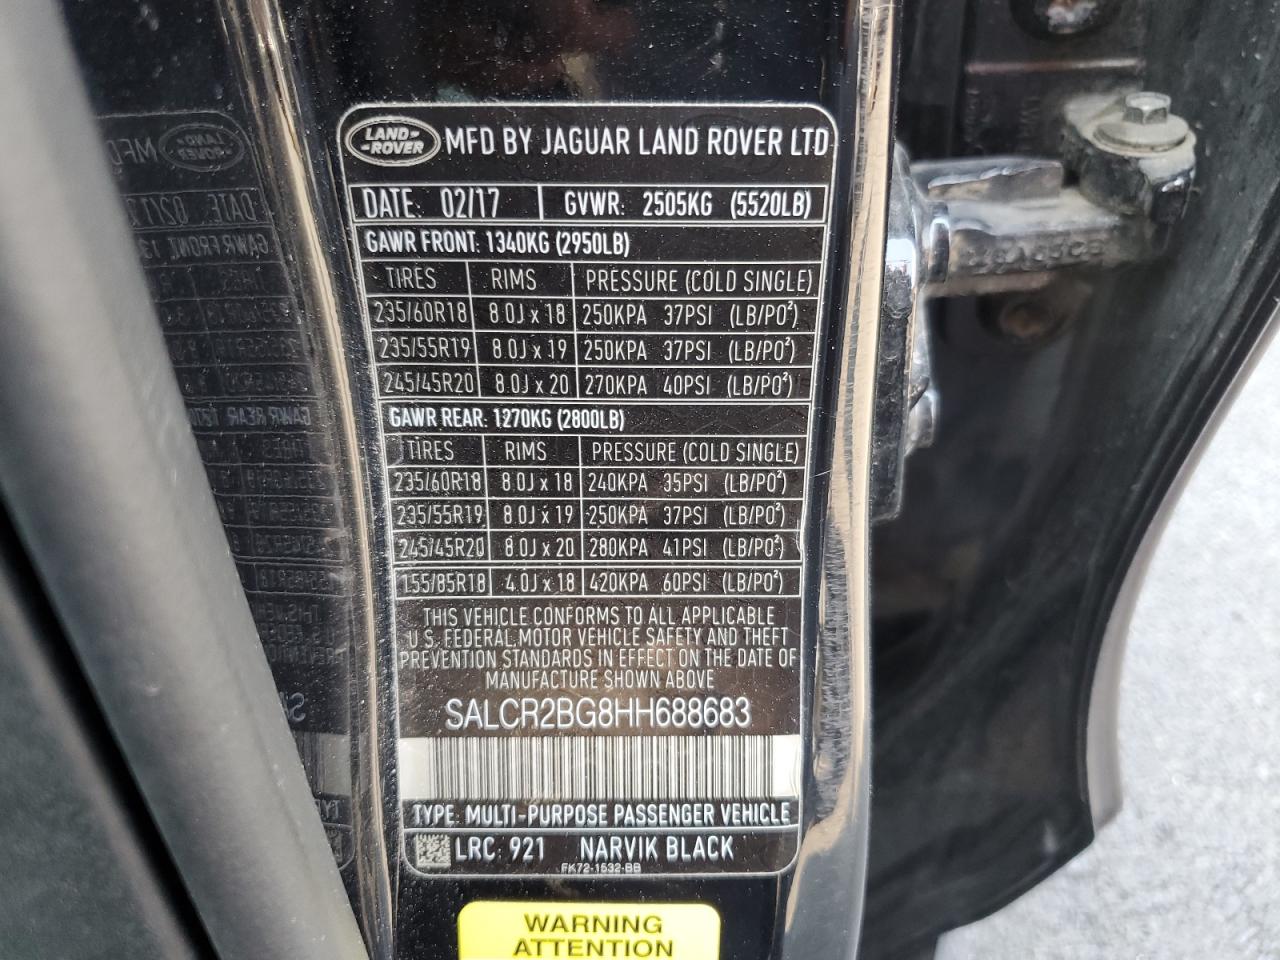 LAND-
-ROVER
MFD BY JAGUAR LAND ROVER LTD
DATE: 02/17 GVWR: 2505KG (5520LB)
GAWR FRONT: 1340KG (2950LB)
TIRES RIMS PRESSURE (COLD SINGLE)
235/60R18 8.0J x 18 250KPA 37PSI (LB/PO²)
235/55R19 8.0J x 19 250KPA 37PSI (LB/PO²)
245/45R20 8.0J x 20 270KPA 40PSI (LB/PO²)
GAWR REAR: 1270KG (2800LB)
TIRES RIMS PRESSURE (COLD SINGLE)
235/60R18 8.0J x 18 240KPA 35PSI (LB/PO²)
235/55R19 8.0J x 19 250KPA 37PSI (LB/PO²)
245/45R20 8.0J x 20 280KPA 41PSI (LB/PO²)
155/85R18 4.0J x 18 420KPA 60PSI (LB/PO²)
THIS VEHICLE CONFORMS TO ALL APPLICABLE
U.S. FEDERAL MOTOR VEHICLE SAFETY AND THEFT
PREVENTION STANDARDS IN EFFECT ON THE DATE OF
MANUFACTURE SHOWN ABOVE
SALCR2BG8HH688683
TYPE: MULTI-PURPOSE PASSENGER VEHICLE
LRC: 921 NARVIK BLACK
FK72-1532-BB
WARNING
ATTENTION